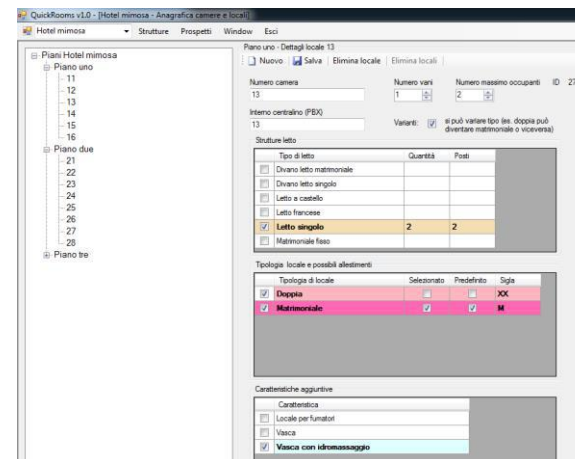 QuickRooms v1.0 - [Hotel mimosa - Anagrafica camere e locali]
Hotel mimosa Strutture Prospetti Window Esci
Piani Hotel mimosa
Piano uno
11
12
13
14
15
16
Piano due
21
22
23
24
25
26
27
28
Piano tre
Piano uno - Dettagli locale 13
Nuovo Salva Elimina locale Elimina locali
Numero camera Numero vani Numero massimo occupanti ID 27
13 1 2
Interno centralino (PBX)
13 Varianti: si può variare tipo (es. doppia può
diventare matrimoniale o viceversa)
Strutture letto
Tipo di letto Quantità Posti
Divano letto matrimoniale
Divano letto singolo
Letto a castello
Letto francese
Letto singolo 2 2
Matrimoniale fisso
Tipologia locale e possibili allestimenti
Tipologia di locale Selezionato Predefinito Sigla
Doppia XX
Matrimoniale M
Caratteristiche aggiuntive
Caratteristica
Locale per fumatori
Vasca
Vasca con idromassaggio